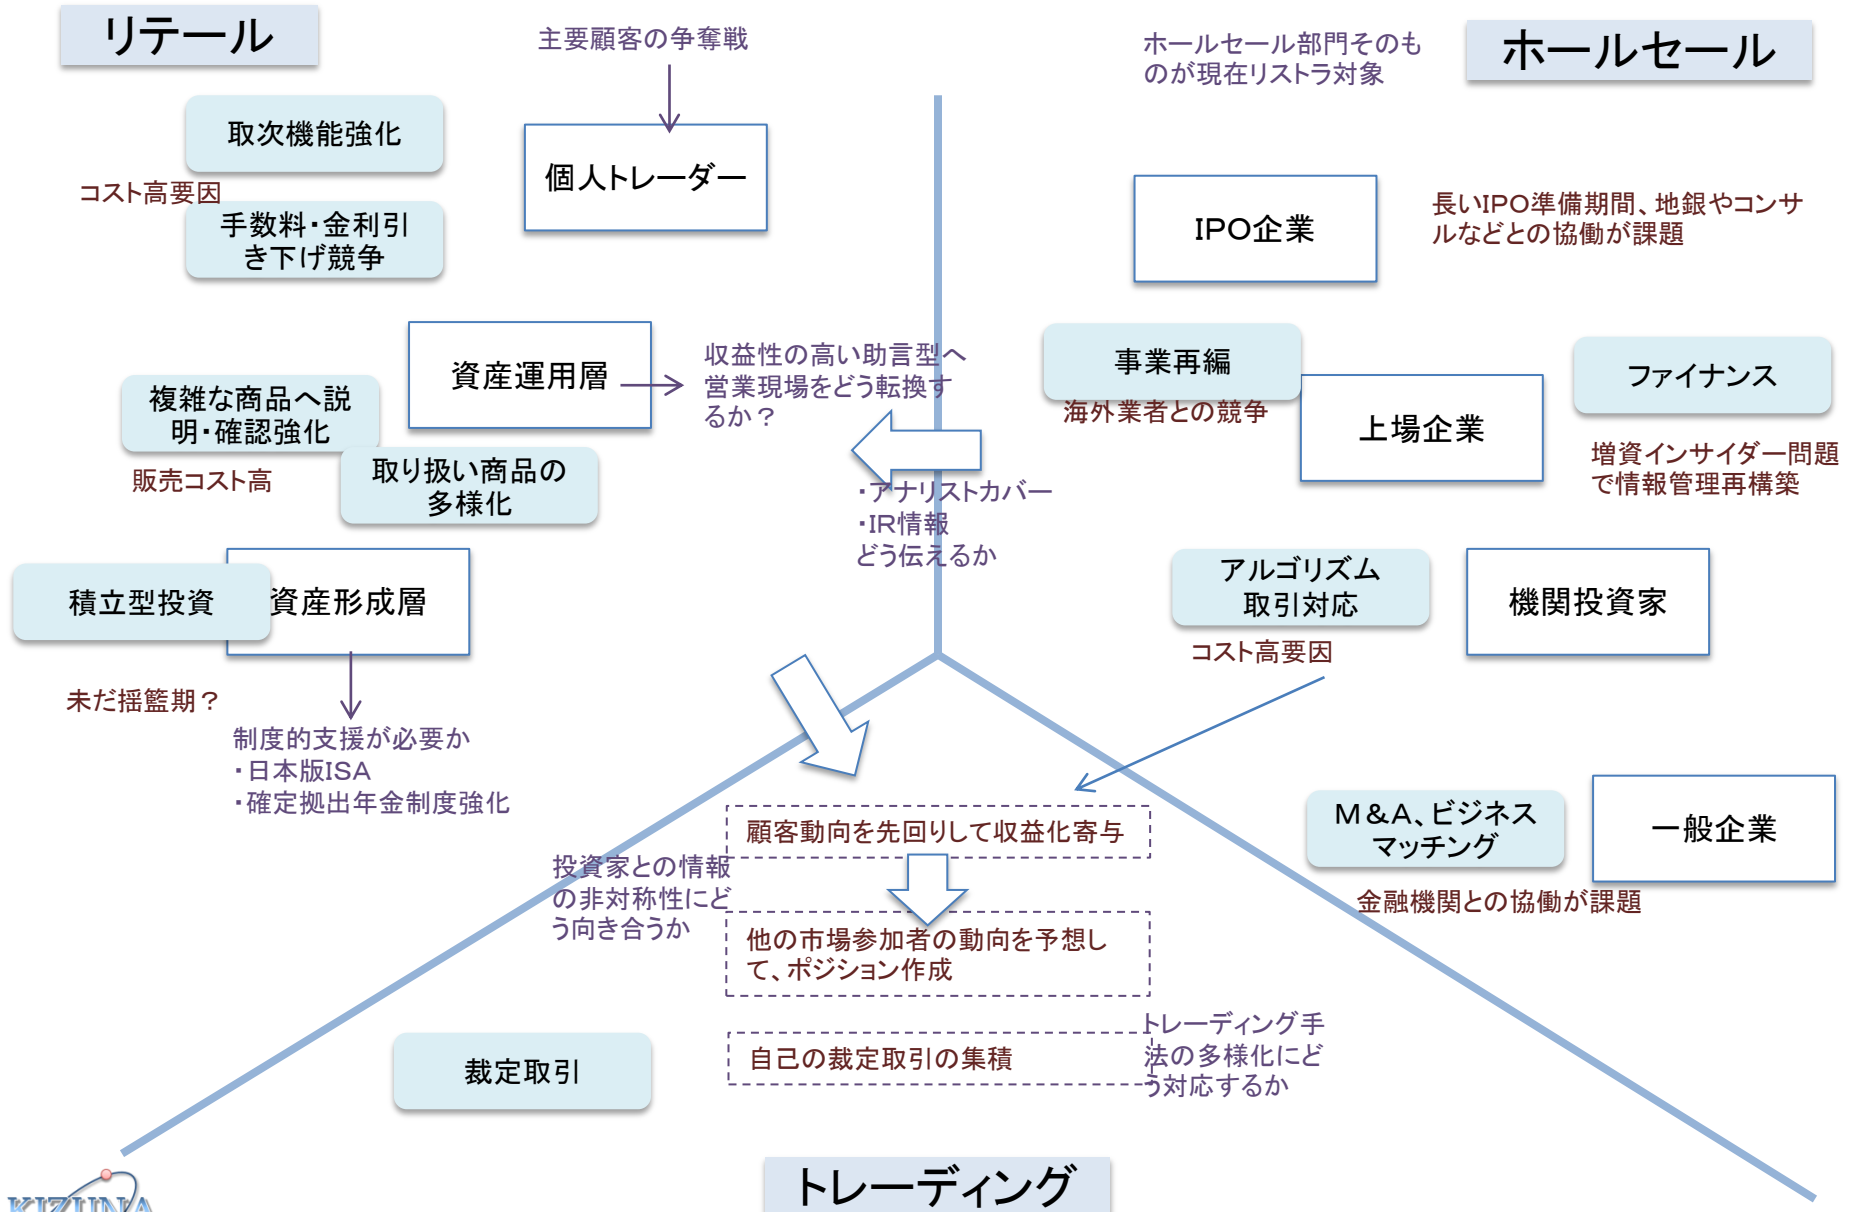 リテール
主要顧客の争奪戦
ホールセール部門そのも
のが現在リストラ対象
ホールセール
取次機能強化
コスト高要因
手数料・金利引
き下げ競争
個人トレーダー
IPO企業
長いIPO準備期間、地銀やコンサ
ルなどとの協働が課題
資産運用層
収益性の高い助言型へ
営業現場をどう転換す
るか？
複雑な商品へ説
明・確認強化
販売コスト高
取り扱い商品の
多様化
事業再編
海外業者との競争
上場企業
ファイナンス
増資インサイダー問題
で情報管理再構築
・アナリストカバー
・IR情報
どう伝えるか
積立型投資
資産形成層
未だ揺籃期？
制度的支援が必要か
・日本版ISA
・確定拠出年金制度強化
アルゴリズム
取引対応
コスト高要因
機関投資家
M＆A、ビジネス
マッチング
一般企業
金融機関との協働が課題
顧客動向を先回りして収益化寄与
投資家との情報
の非対称性にど
う向き合うか
他の市場参加者の動向を予想し
て、ポジション作成
自己の裁定取引の集積
トレーディング手
法の多様化にど
う対応するか
裁定取引
トレーディング
KIZUNA